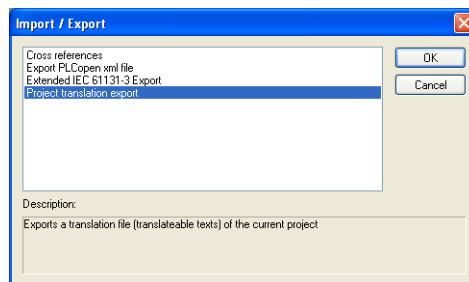 Import / Export
Cross references
Export PLCopen xml file
Extended IEC 61131-3 Export
Project translation export
OK
Cancel
Description:
Exports a translation file (translateable texts) of the current project